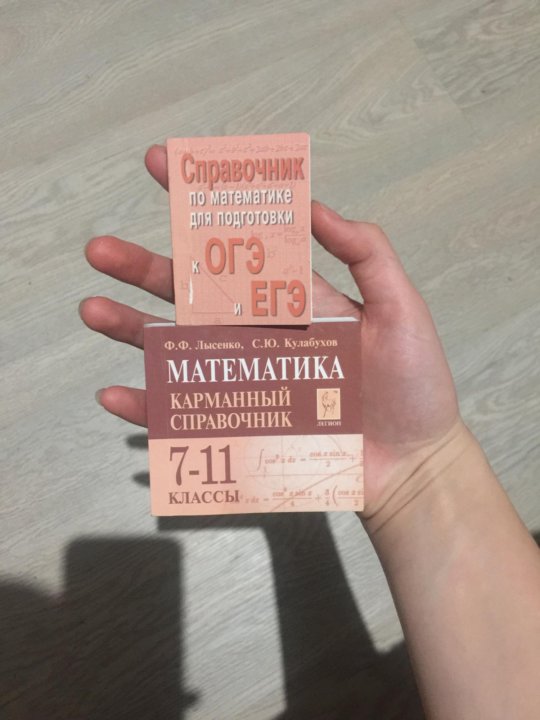 Справочник
по математике
для подготовки
к ОГЭ
и ЕГЭ
Ф.Ф. Лысенко, С.Ю. Кулабухов
МАТЕМАТИКА
КАРМАННЫЙ
СПРАВОЧНИК
ЛЕГИОН
7-11
КЛАССЫ